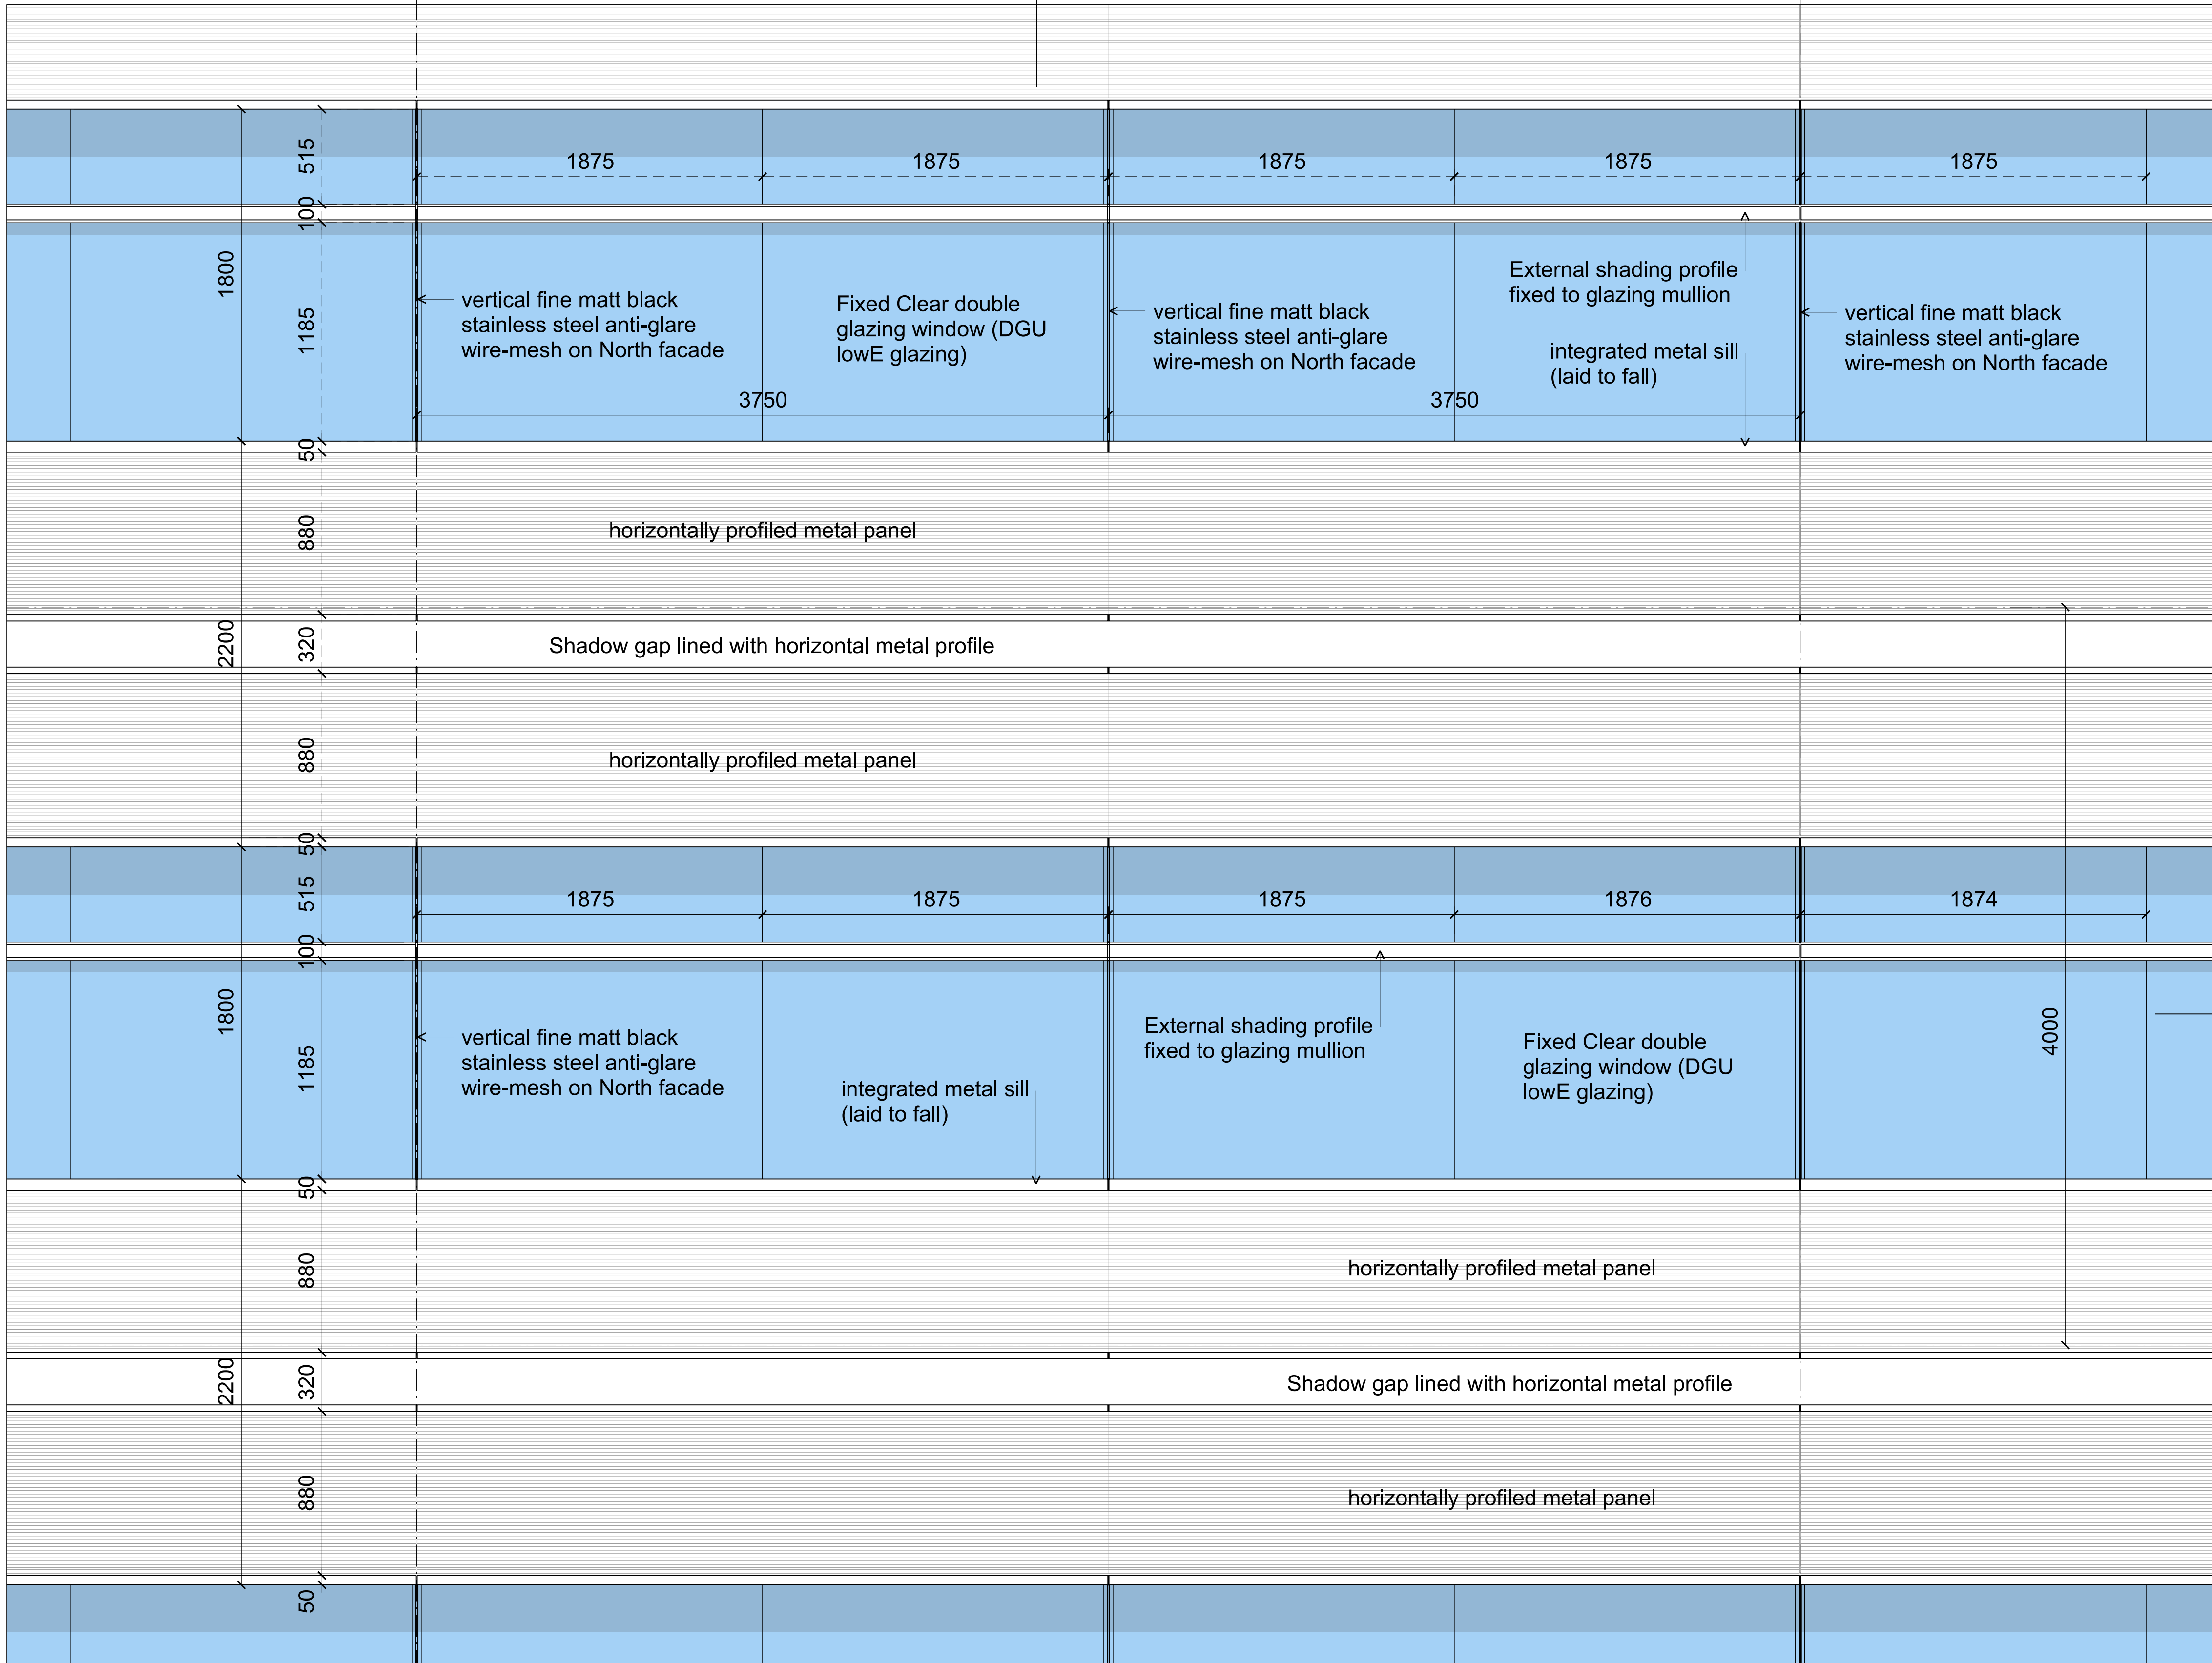 515
1875
1875
1875
1875
1875
100
1800
1185
vertical fine matt black
stainless steel anti-glare
wire-mesh on North facade
Fixed Clear double
glazing window (DGU
lowE glazing)
vertical fine matt black
stainless steel anti-glare
wire-mesh on North facade
External shading profile
fixed to glazing mullion
integrated metal sill
(laid to fall)
vertical fine matt black
stainless steel anti-glare
wire-mesh on North facade
3750
3750
50
880
horizontally profiled metal panel
2200
320
Shadow gap lined with horizontal metal profile
880
horizontally profiled metal panel
50
515
1875
1875
1875
1876
1874
100
1800
1185
vertical fine matt black
stainless steel anti-glare
wire-mesh on North facade
integrated metal sill
(laid to fall)
External shading profile
fixed to glazing mullion
Fixed Clear double
glazing window (DGU
lowE glazing)
4000
50
880
horizontally profiled metal panel
2200
320
Shadow gap lined with horizontal metal profile
880
horizontally profiled metal panel
50